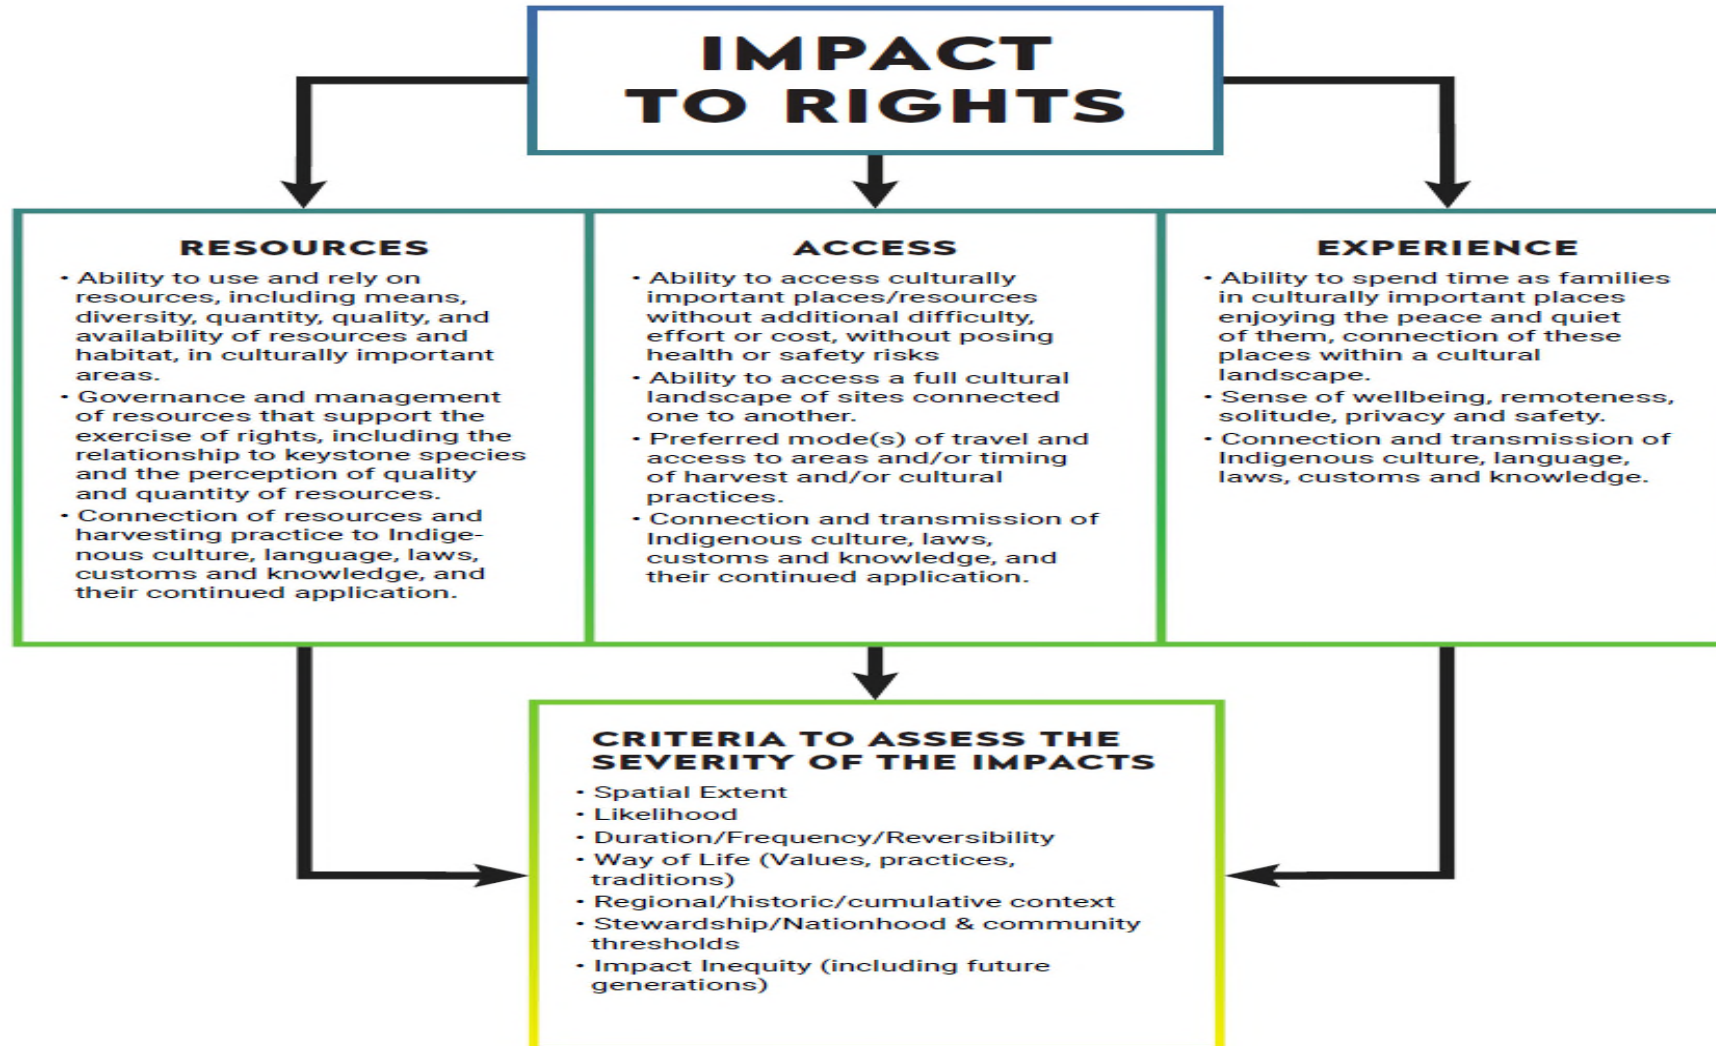 IMPACT
TO RIGHTS
RESOURCES
• Ability to use and rely on
resources, including means,
diversity, quantity, quality, and
availability of resources and
habitat, in culturally important
areas.
• Governance and management
of resources that support the
exercise of rights, including the
relationship to keystone species
and the perception of quality
and quantity of resources.
• Connection of resources and
harvesting practice to Indige-
nous culture, language, laws,
customs and knowledge, and
their continued application.
ACCESS
• Ability to access culturally
important places/resources
without additional difficulty,
effort or cost, without posing
health or safety risks
• Ability to access a full cultural
landscape of sites connected
one to another.
• Preferred mode(s) of travel and
access to areas and/or timing
of harvest and/or cultural
practices.
• Connection and transmission of
Indigenous culture, laws,
customs and knowledge, and
their continued application.
EXPERIENCE
• Ability to spend time as families
in culturally important places
enjoying the peace and quiet
of them, connection of these
places within a cultural
landscape.
• Sense of wellbeing, remoteness,
solitude, privacy and safety.
• Connection and transmission of
Indigenous culture, language,
laws, customs and knowledge.
CRITERIA TO ASSESS THE
SEVERITY OF THE IMPACTS
• Spatial Extent
• Likelihood
• Duration/Frequency/Reversibility
• Way of Life (Values, practices,
traditions)
• Regional/historic/cumulative context
• Stewardship/Nationhood & community
thresholds
• Impact Inequity (including future
generations)